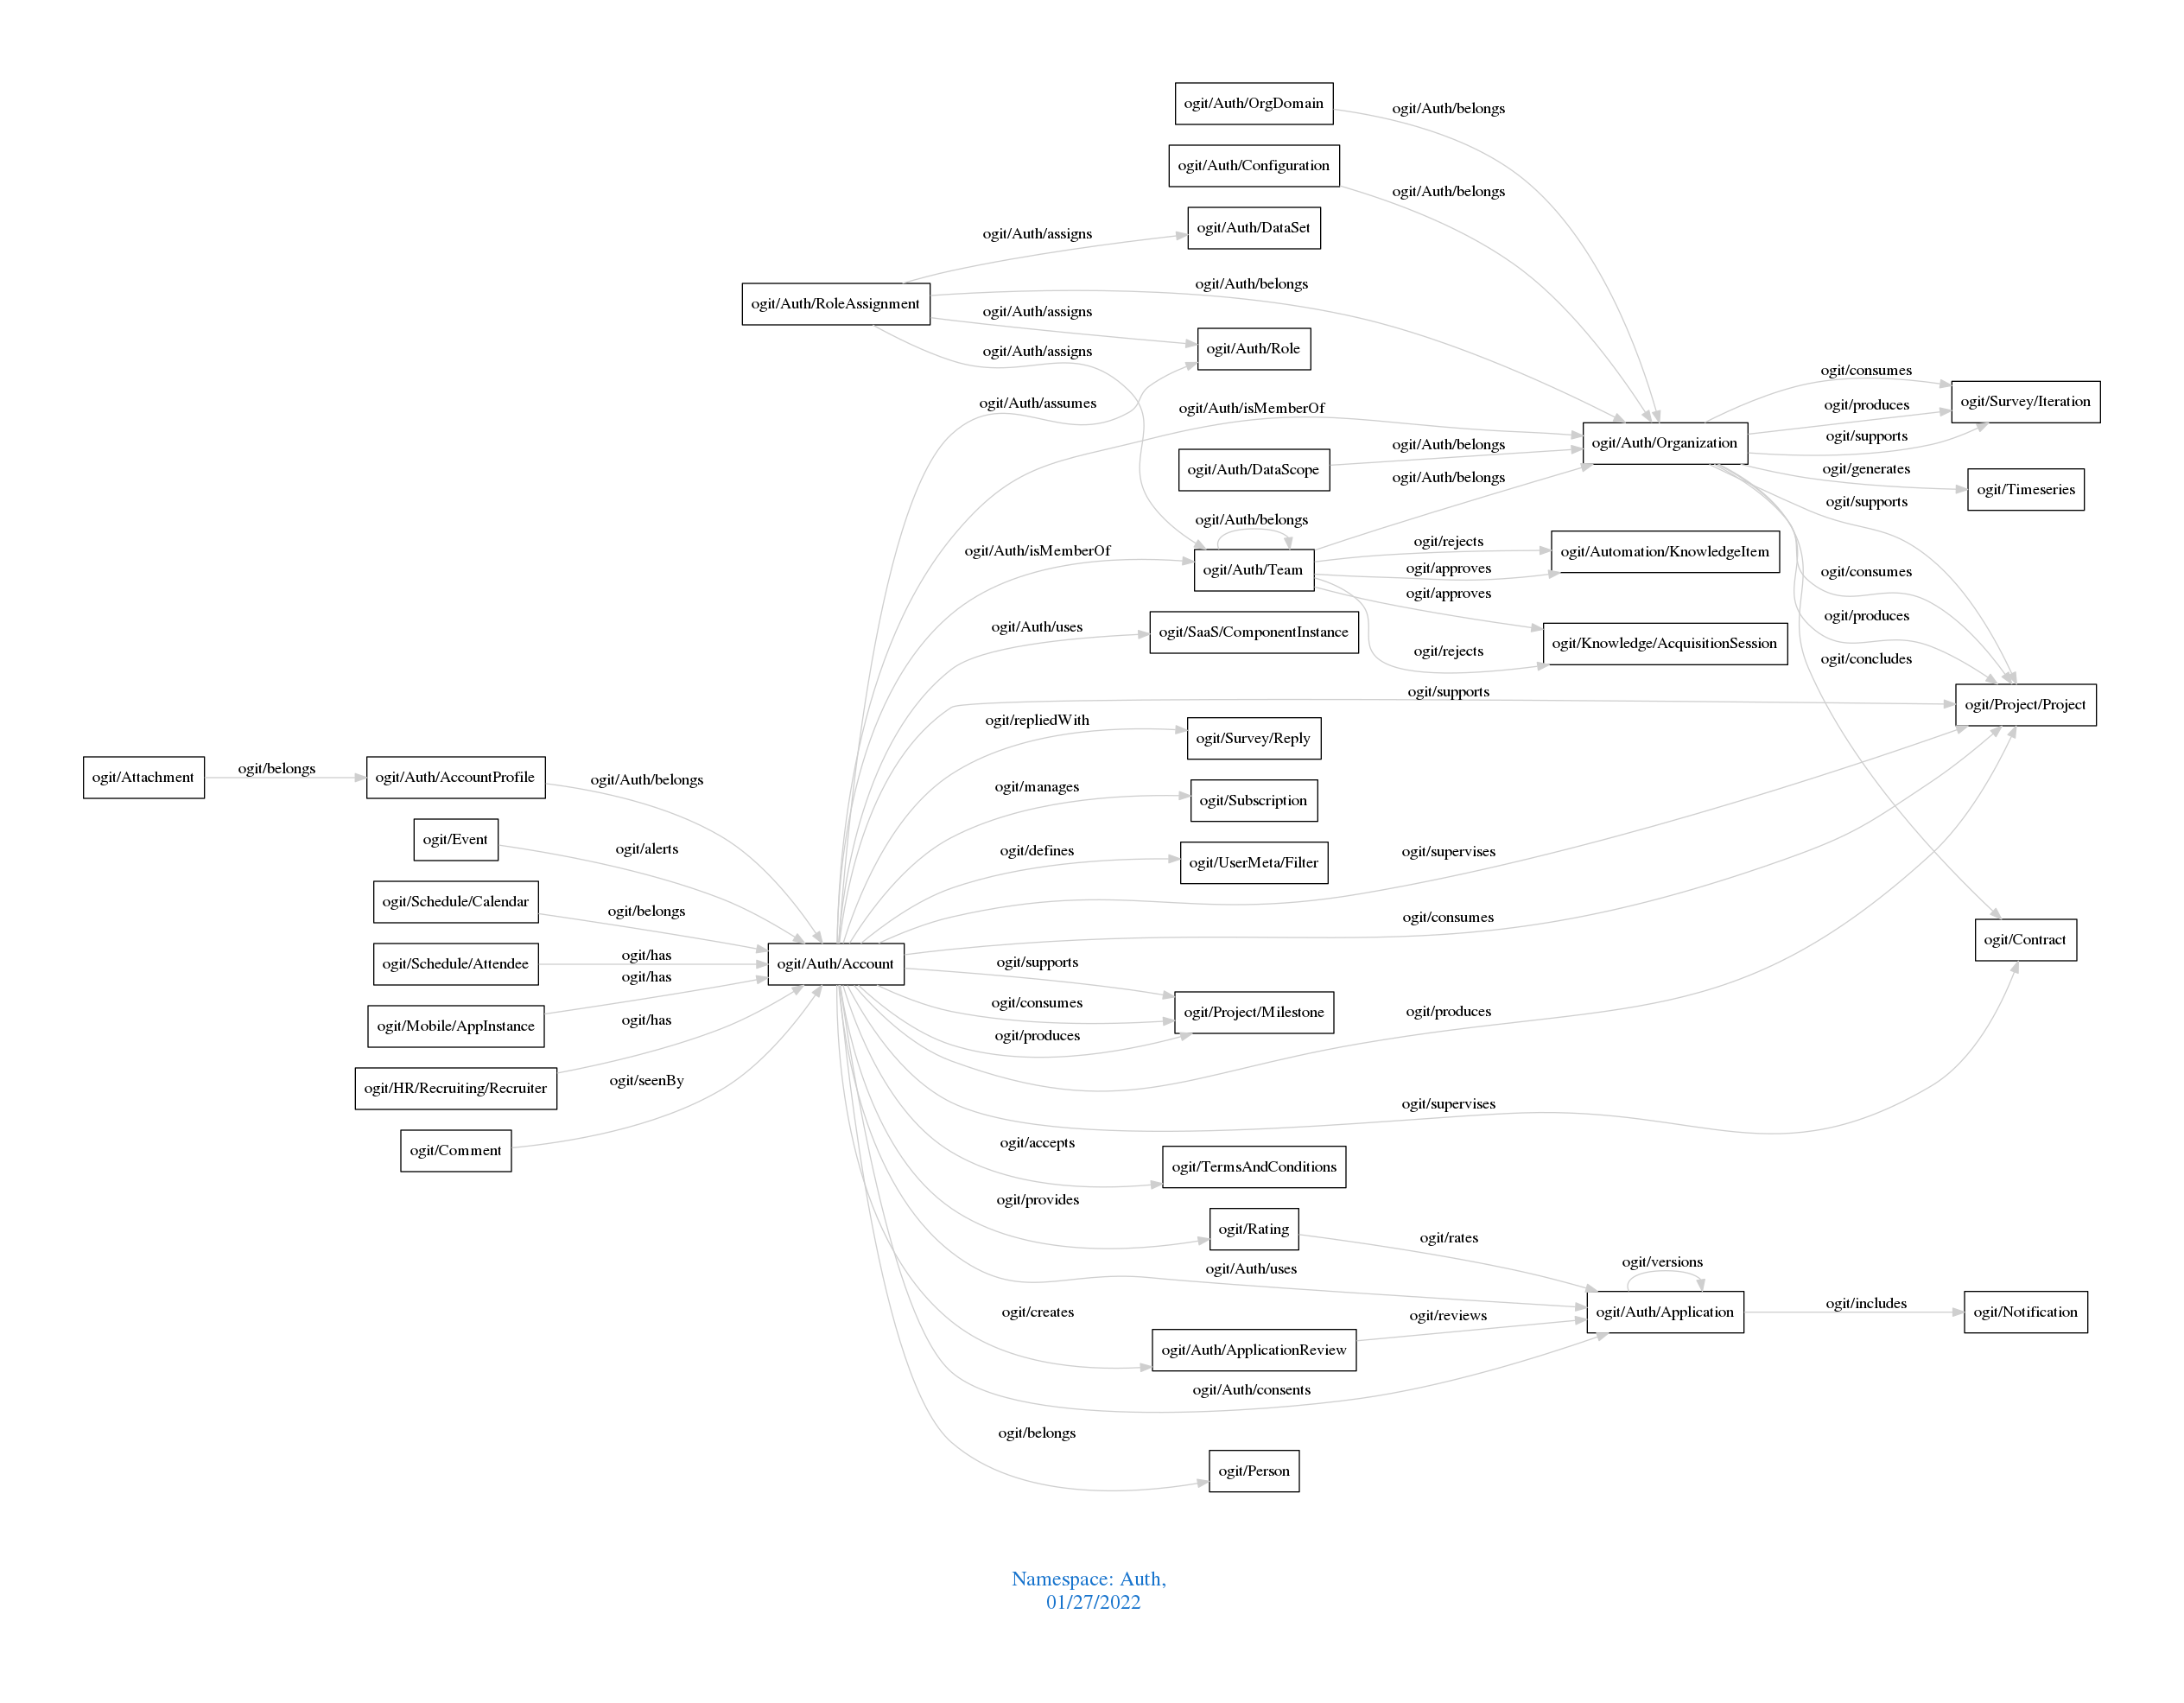 ogit/Auth/OrgDomain
ogit/Auth/belongs
ogit/Auth/Configuration
ogit/Auth/belongs
ogit/Auth/DataSet
ogit/Auth/assigns
ogit/Auth/RoleAssignment
ogit/Auth/belongs
ogit/Auth/assigns
ogit/Auth/Role
ogit/Auth/assigns
ogit/consumes
ogit/Survey/Iteration
ogit/Auth/assumes
ogit/Auth/isMemberOf
ogit/produces
ogit/supports
ogit/Auth/Organization
ogit/Auth/belongs
ogit/Auth/DataScope
ogit/generates
ogit/Auth/belongs
ogit/Timeseries
ogit/supports
ogit/Auth/belongs
ogit/rejects
ogit/Automation/KnowledgeItem
ogit/Auth/isMemberOf
ogit/Auth/Team
ogit/approves
ogit/consumes
ogit/approves
ogit/produces
ogit/Auth/uses
ogit/SaaS/ComponentInstance
ogit/Knowledge/AcquisitionSession
ogit/rejects
ogit/concludes
ogit/supports
ogit/Project/Project
ogit/repliedWith
ogit/Survey/Reply
ogit/Attachment
ogit/belongs
ogit/Auth/AccountProfile
ogit/Auth/belongs
ogit/manages
ogit/Subscription
ogit/Event
ogit/alerts
ogit/defines
ogit/UserMeta/Filter
ogit/supervises
ogit/Schedule/Calendar
ogit/belongs
ogit/consumes
ogit/Contract
ogit/Schedule/Attendee
ogit/has
ogit/Auth/Account
ogit/supports
ogit/has
ogit/consumes
ogit/Project/Milestone
ogit/produces
ogit/Mobile/AppInstance
ogit/has
ogit/produces
ogit/HR/Recruiting/Recruiter
ogit/seenBy
ogit/supervises
ogit/Comment
ogit/accepts
ogit/TermsAndConditions
ogit/provides
ogit/Rating
ogit/rates
ogit/Auth/uses
ogit/versions
ogit/creates
ogit/reviews
ogit/Auth/Application
ogit/includes
ogit/Notification
ogit/Auth/ApplicationReview
ogit/Auth/consents
ogit/belongs
ogit/Person
Namespace: Auth,
01/27/2022